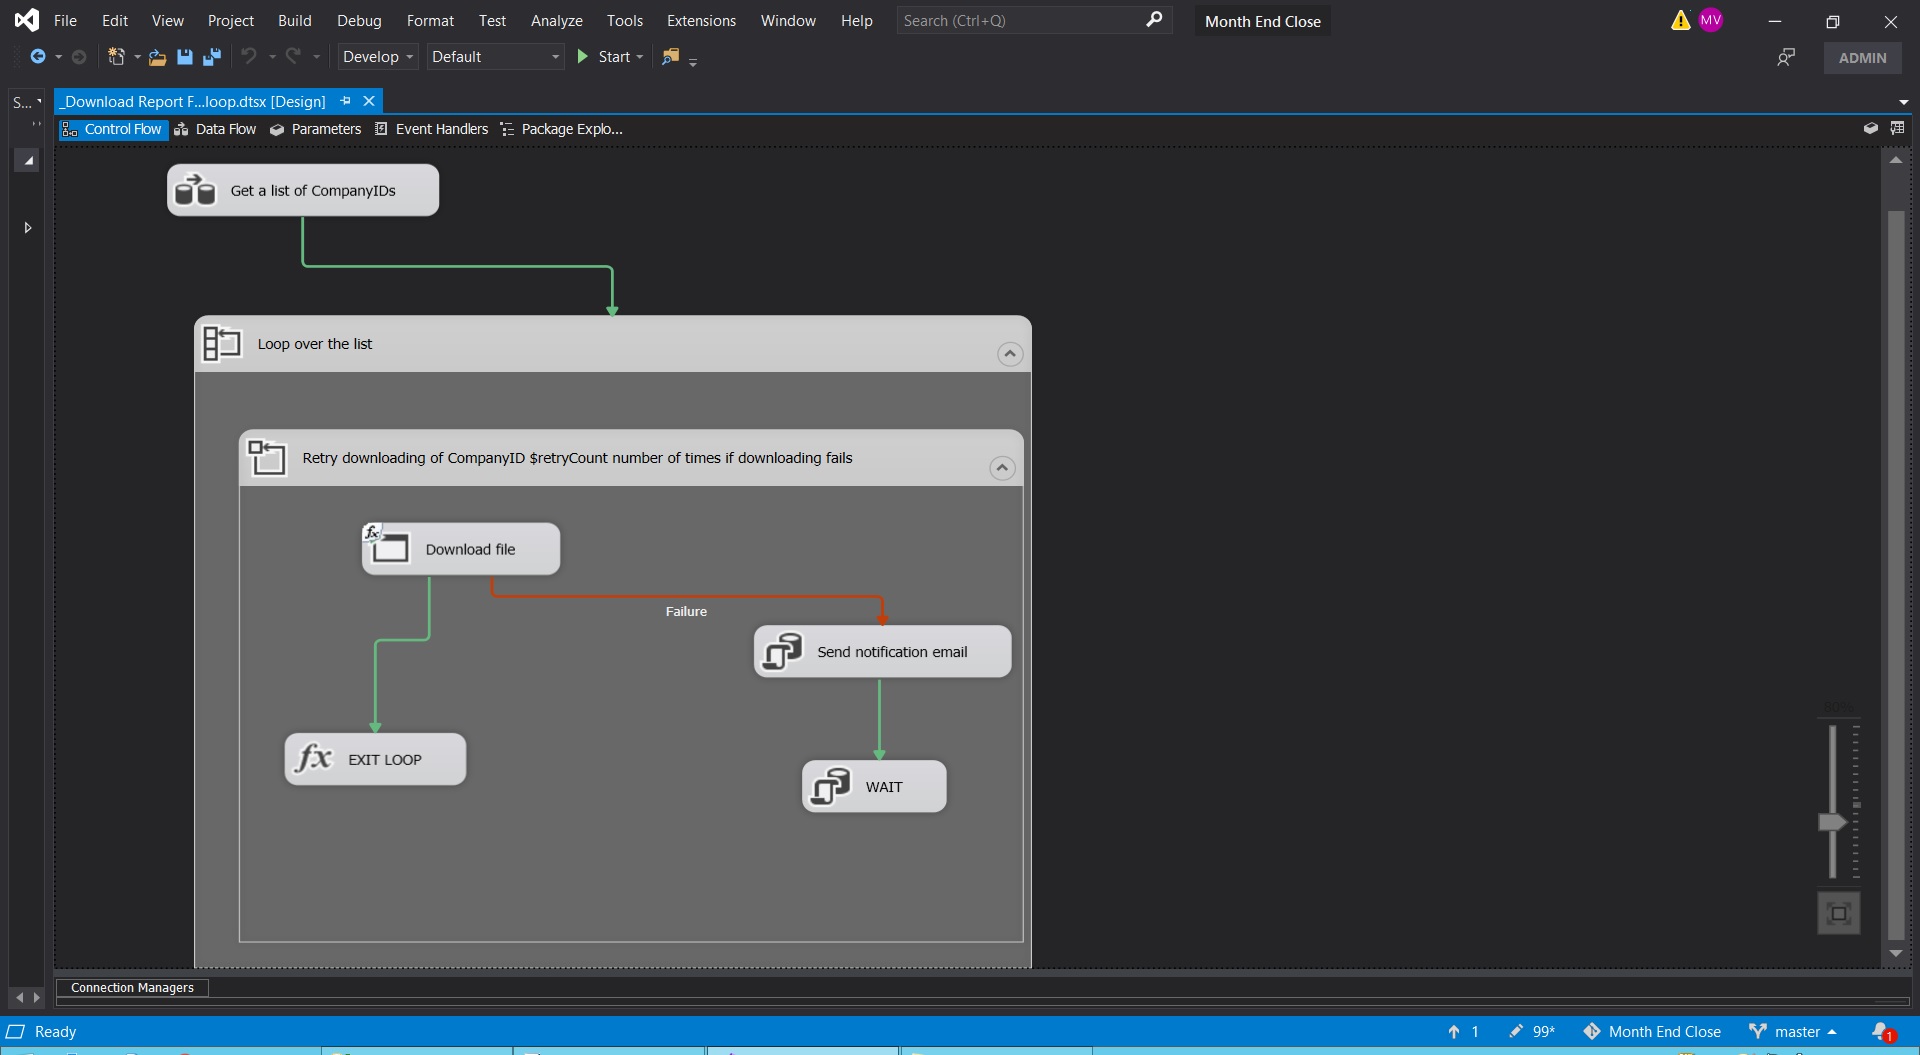 File Edit View Project Build Debug Format Test Analyze Tools Extensions Window Help Search (Ctrl+Q) Month End Close MV
Develop Default Start ADMIN
S... _Download Report F...loop.dtsx [Design]
Control Flow Data Flow Parameters Event Handlers Package Explo...
Get a list of CompanyIDs
Loop over the list
Retry downloading of CompanyID $retryCount number of times if downloading fails
fx Download file
Failure
Send notification email
80%
fx EXIT LOOP
WAIT
Connection Managers
Ready 1 99* Month End Close master 1